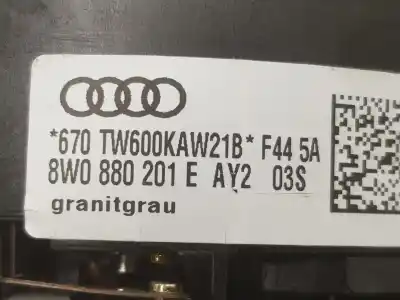 *670 TW600KAW21B* F44 5A
8W0 880 201 E AY2 03S
granitgrau